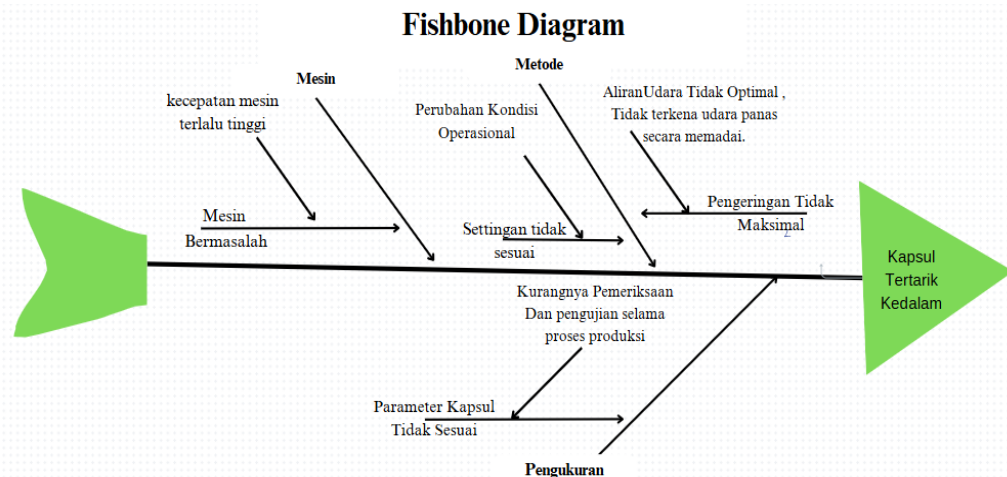 Fishbone Diagram
Mesin
Metode
kecepatan mesin
terlalu tinggi
Perubahan Kondisi
Operasional
AliranUdara Tidak Optimal ,
Tidak terkena udara panas
secara memadai.
Mesin
Bermasalah
Settingan tidak
sesuai
Pengeringan Tidak
Maksimal
Kapsul
Tertarik
Kedalam
Kurangnya Pemeriksaan
Dan pengujian selama
proses produksi
Parameter Kapsul
Tidak Sesuai
Pengukuran